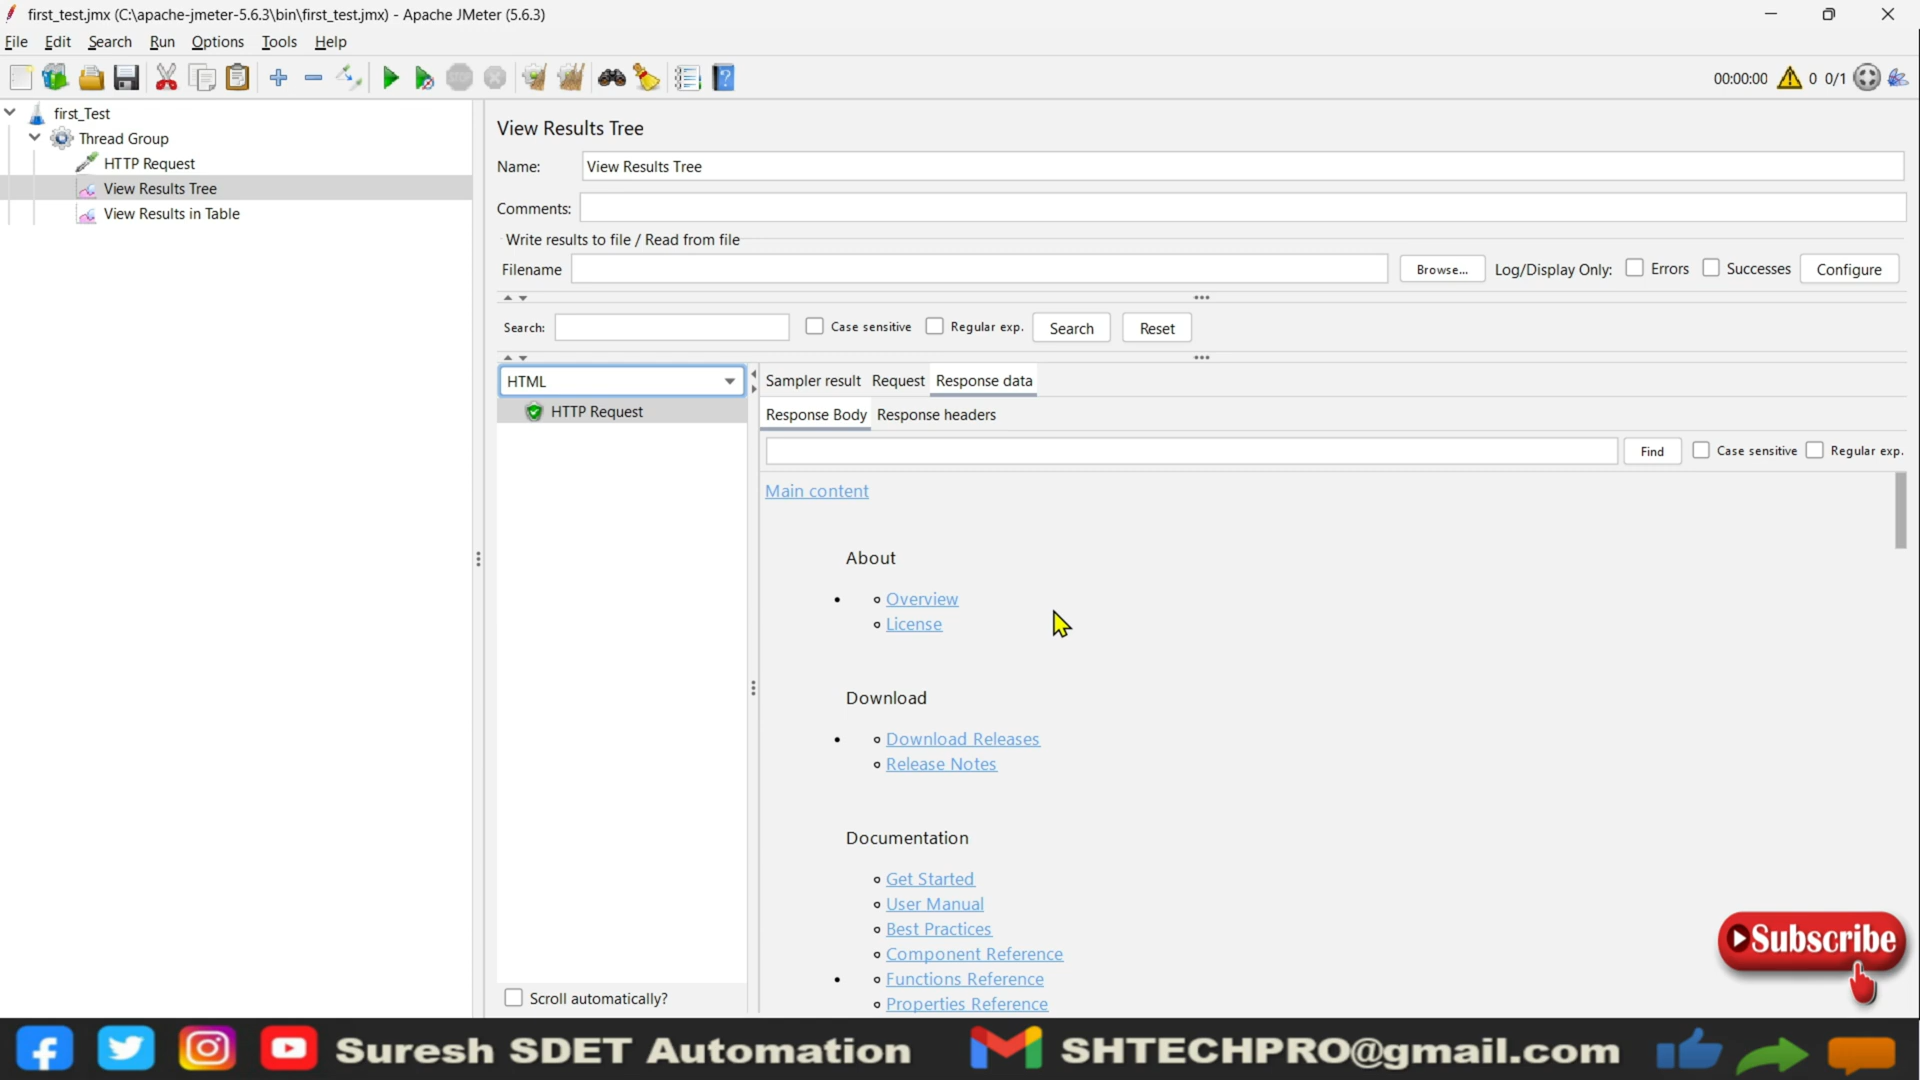 first_test.jmx (C:\apache-jmeter-5.6.3\bin\first_test.jmx) - Apache JMeter (5.6.3)
File Edit Search Run Options Tools Help
STOP
00:00:00 0 0/1
first_Test
Thread Group
HTTP Request
View Results Tree
View Results in Table
View Results Tree
Name: View Results Tree
Comments:
Write results to file / Read from file
Filename Browse... Log/Display Only: Errors Successes Configure
Search: Case sensitive Regular exp. Search Reset
HTML
HTTP Request
Scroll automatically?
Sampler result Request Response data
Response Body Response headers
Find Case sensitive Regular exp.
Main content
About
Overview
License
Download
Download Releases
Release Notes
Documentation
Get Started
User Manual
Best Practices
Component Reference
Functions Reference
Properties Reference
Subscribe
Suresh SDET Automation SHTECHPRO@gmail.com